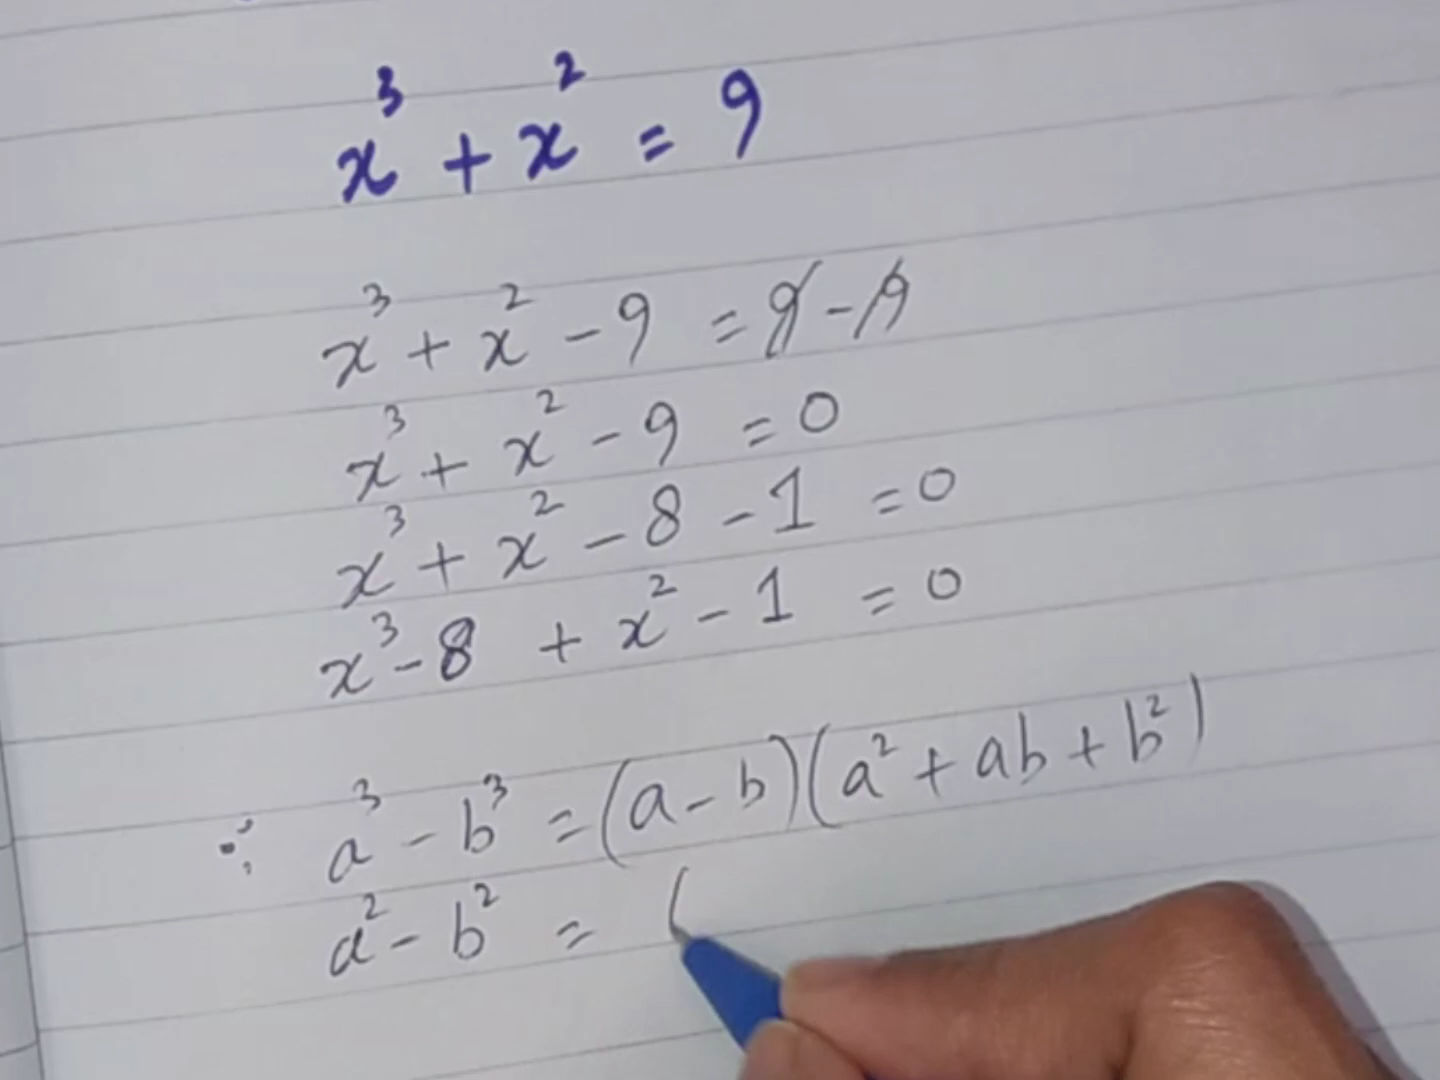 x³ + x² = 9
x³ + x² - 9 = 9 - 9
x³ + x² - 9 = 0
x³ + x² - 8 - 1 = 0
x³ - 8 + x² - 1 = 0
∵ a³ - b³ = (a - b)(a² + ab + b²)
a² - b² = (